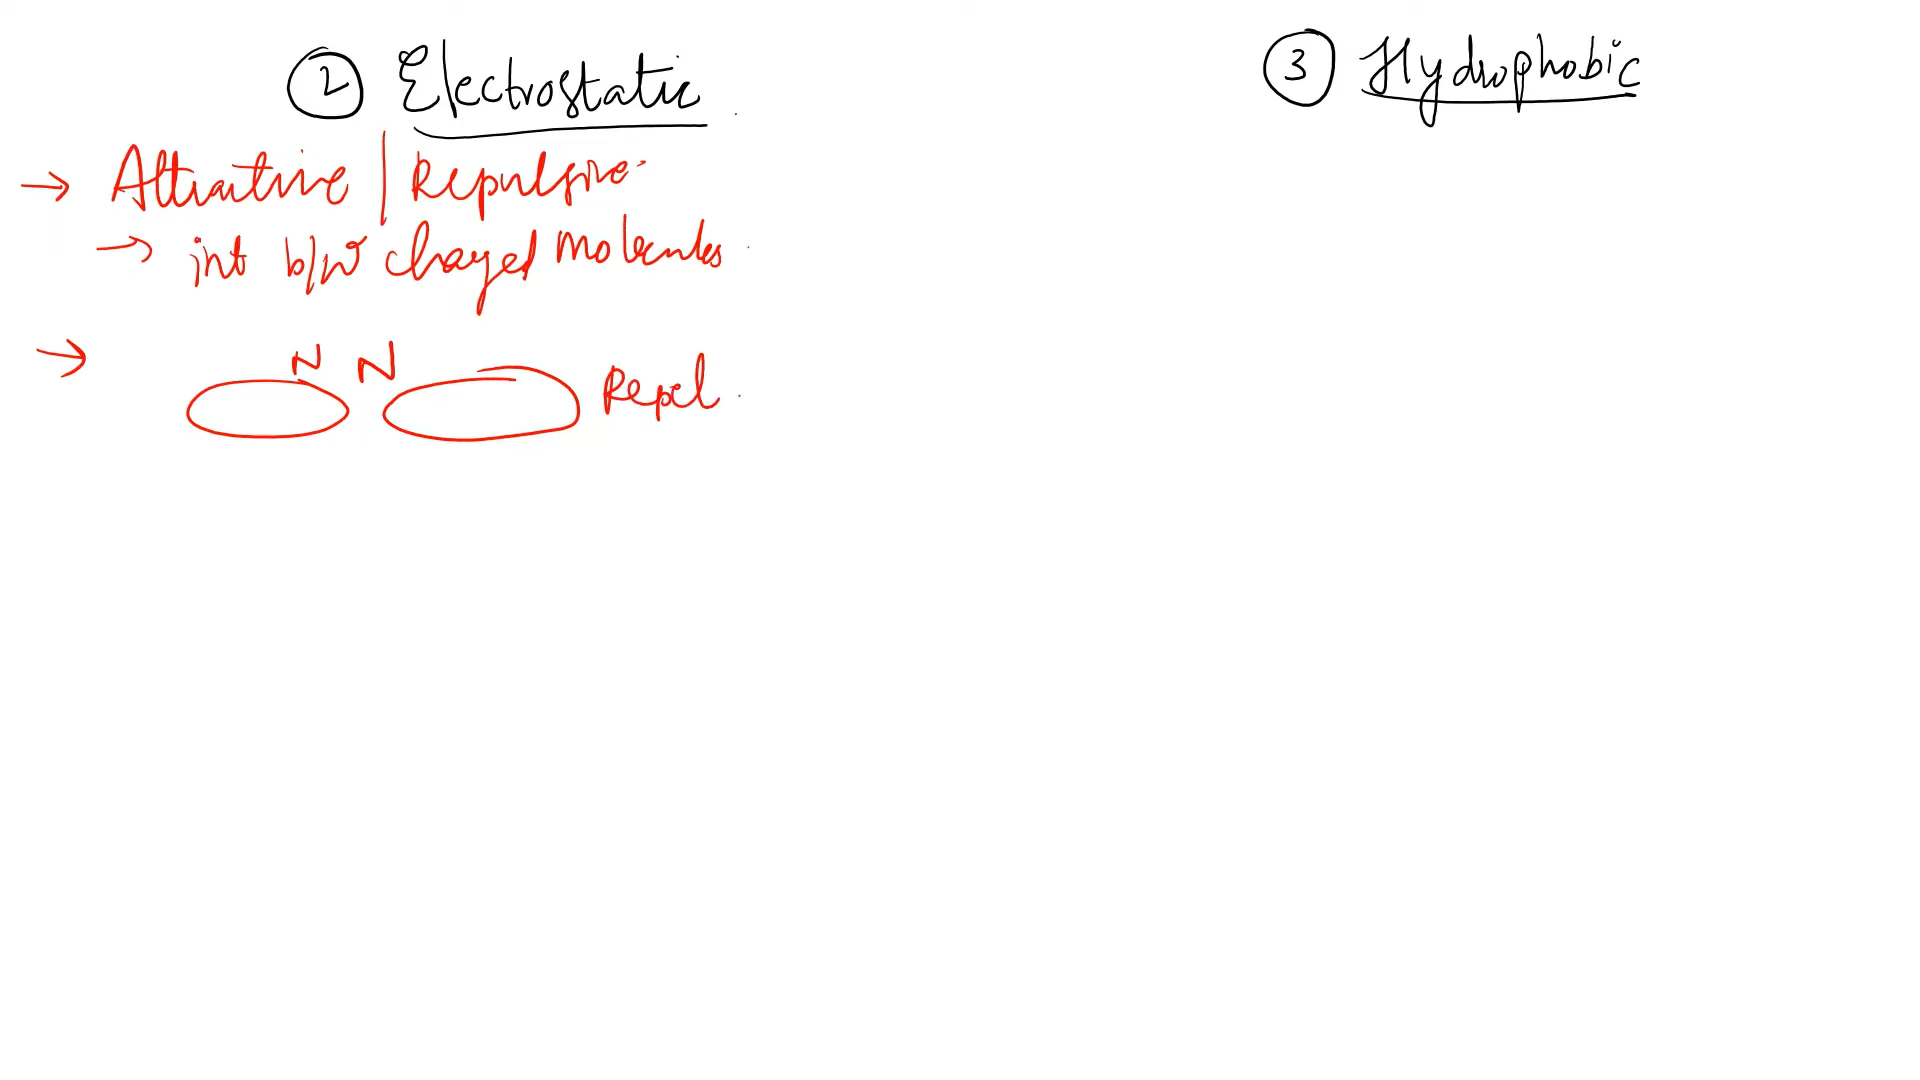 ② Electrostatic
→ Attractive | Repulsive
→ int b/w charged molecules
→ N N Repel
③ Hydrophobic